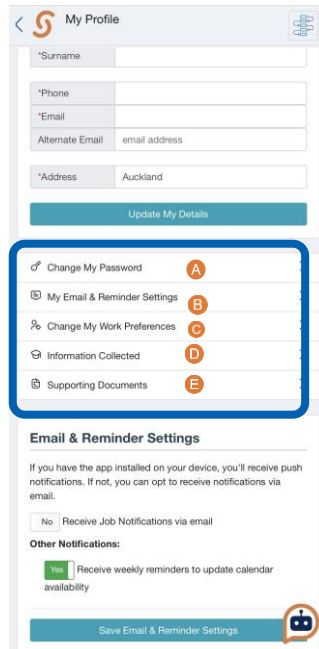 My Profile
*Surname
*Phone
*Email
Alternate Email email address
*Address Auckland
Update My Details
Change My Password A
My Email & Reminder Settings B
Change My Work Preferences C
Information Collected D
Supporting Documents E
Email & Reminder Settings
If you have the app installed on your device, you'll receive push
notifications. If not, you can opt to receive notifications via
email.
No Receive Job Notifications via email
Other Notifications:
Yes Receive weekly reminders to update calendar
availability
Save Email & Reminder Settings